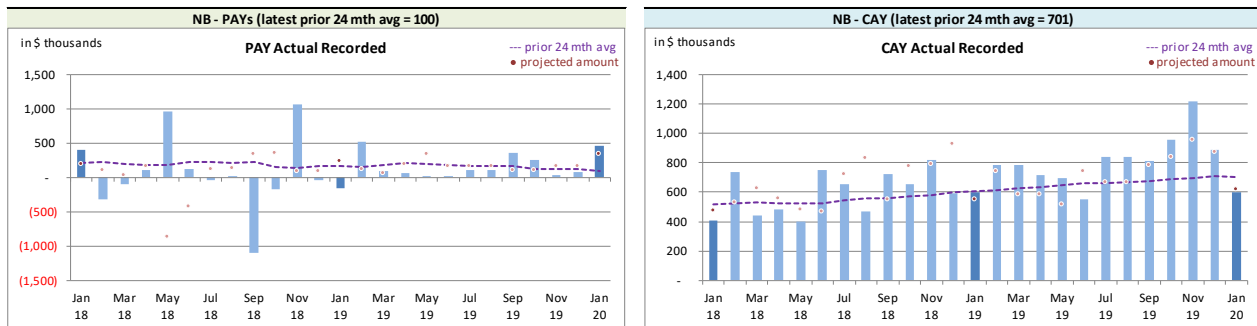 NB - PAYs (latest prior 24 mth avg = 100)
in $ thousands
PAY Actual Recorded
--- prior 24 mth avg
• projected amount
1,500
1,000
500
-
(500)
(1,000)
(1,500)
Jan Mar May Jul Sep Nov Jan Mar May Jul Sep Nov Jan
18 18 18 18 18 18 19 19 19 19 19 19 20
NB - CAY (latest prior 24 mth avg = 701)
in $ thousands
CAY Actual Recorded
--- prior 24 mth avg
• projected amount
1,400
1,200
1,000
800
600
400
200
-
Jan Mar May Jul Sep Nov Jan Mar May Jul Sep Nov Jan
18 18 18 18 18 18 19 19 19 19 19 19 20